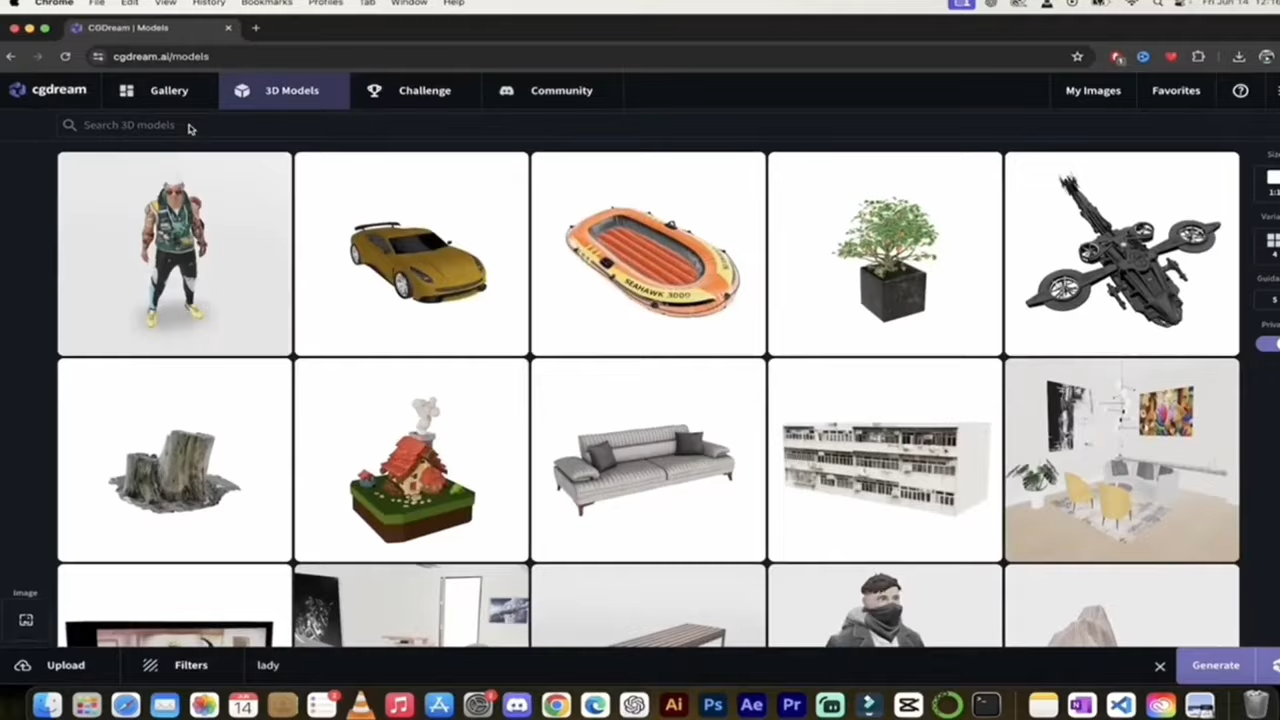 Chrome File Edit View History Bookmarks Profiles Tab Window Help Fri Jun 14
CGDream | Models
cgdream.ai/models
cgdream Gallery 3D Models Challenge Community My Images Favorites
Search 3D models
SEAHAWK 3000
Image
Upload Filters lady Generate
14 Ai Ps Ae Pr